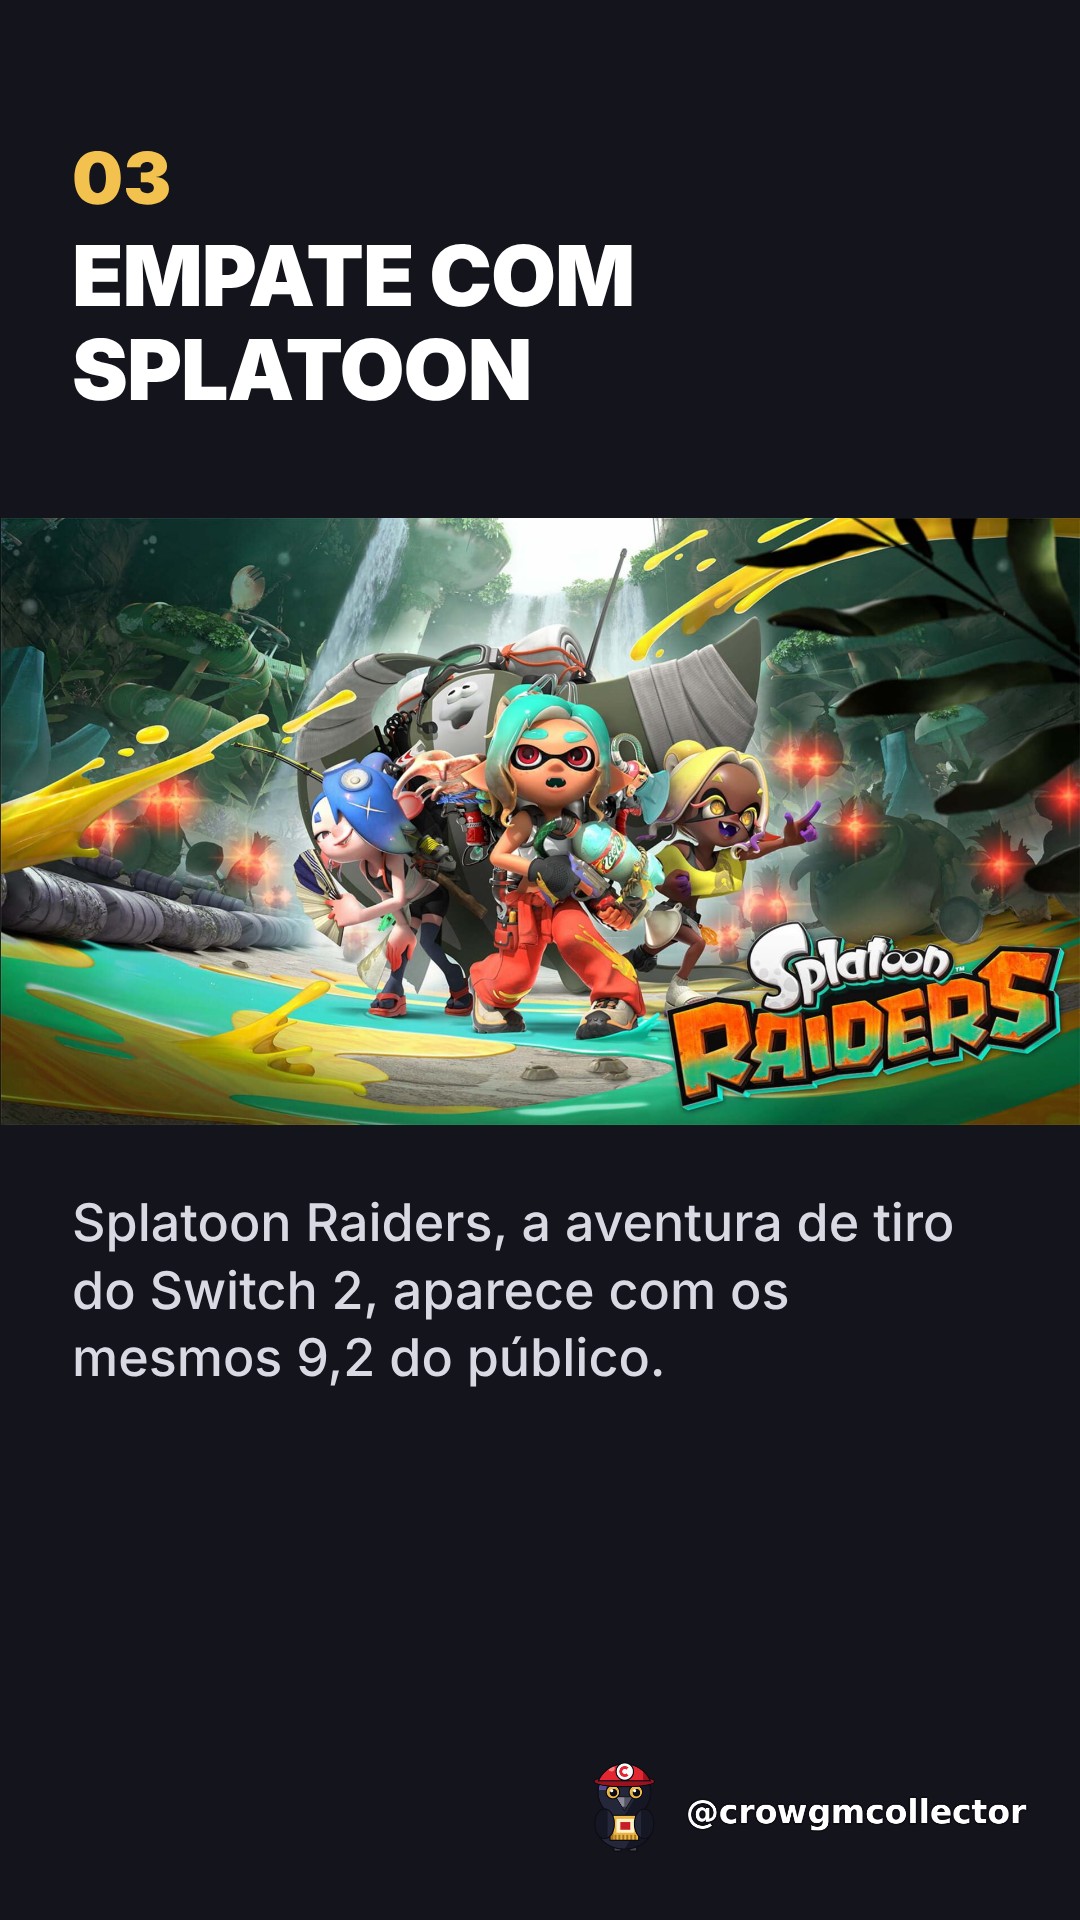 03
EMPATE COM
SPLATOON
Splatoon
RAIDERS
Splatoon Raiders, a aventura de tiro
do Switch 2, aparece com os
mesmos 9,2 do público.
@crowgmcollector